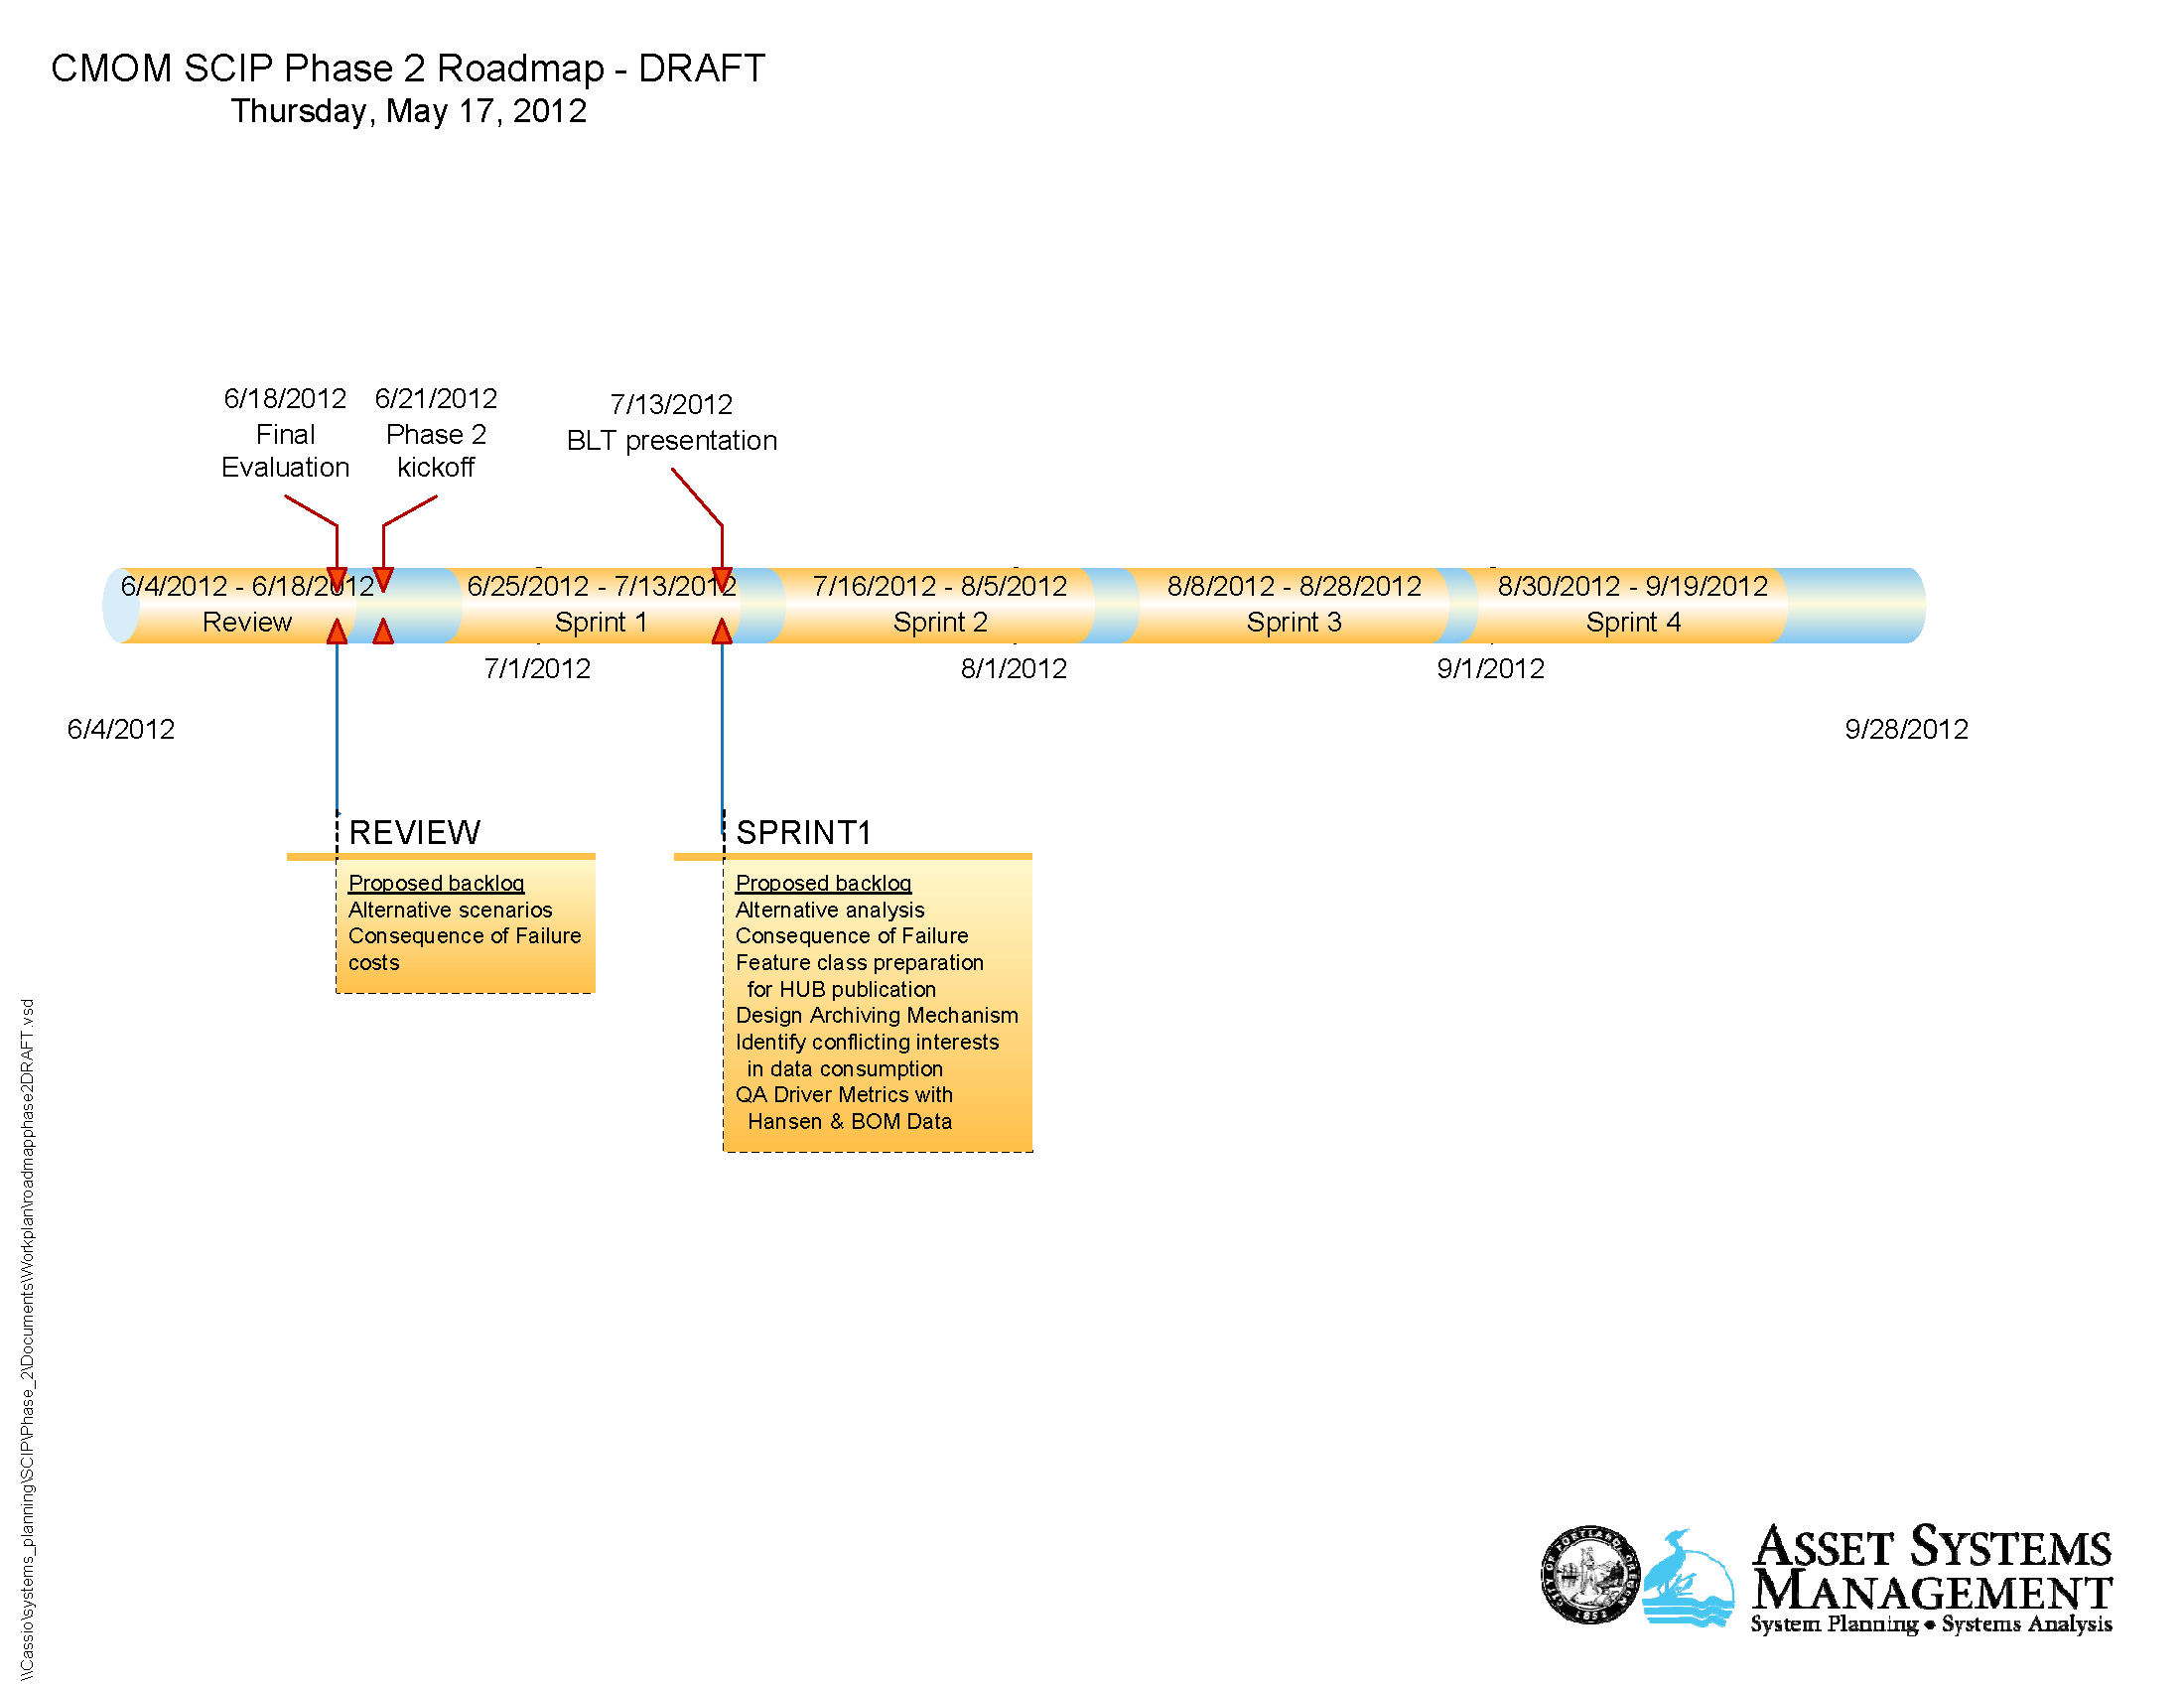 CMOM SCIP Phase 2 Roadmap - DRAFT
Thursday, May 17, 2012
6/18/2012
Final
Evaluation
6/21/2012
Phase 2
kickoff
7/13/2012
BLT presentation
6/4/2012 - 6/18/2012
Review
6/25/2012 - 7/13/2012
Sprint 1
7/16/2012 - 8/5/2012
Sprint 2
8/8/2012 - 8/28/2012
Sprint 3
8/30/2012 - 9/19/2012
Sprint 4
7/1/2012
8/1/2012
9/1/2012
6/4/2012
9/28/2012
REVIEW
Proposed backlog
Alternative scenarios
Consequence of Failure
costs
SPRINT1
Proposed backlog
Alternative analysis
Consequence of Failure
Feature class preparation
for HUB publication
Design Archiving Mechanism
Identify conflicting interests
in data consumption
QA Driver Metrics with
Hansen & BOM Data
\\Cassio\systems_planning\SCIP\Phase_2\Documents\Workplan\roadmapphase2DRAFT.vsd
CITY OF PORTLAND, OREGON
1851
ASSET SYSTEMS
MANAGEMENT
System Planning • Systems Analysis